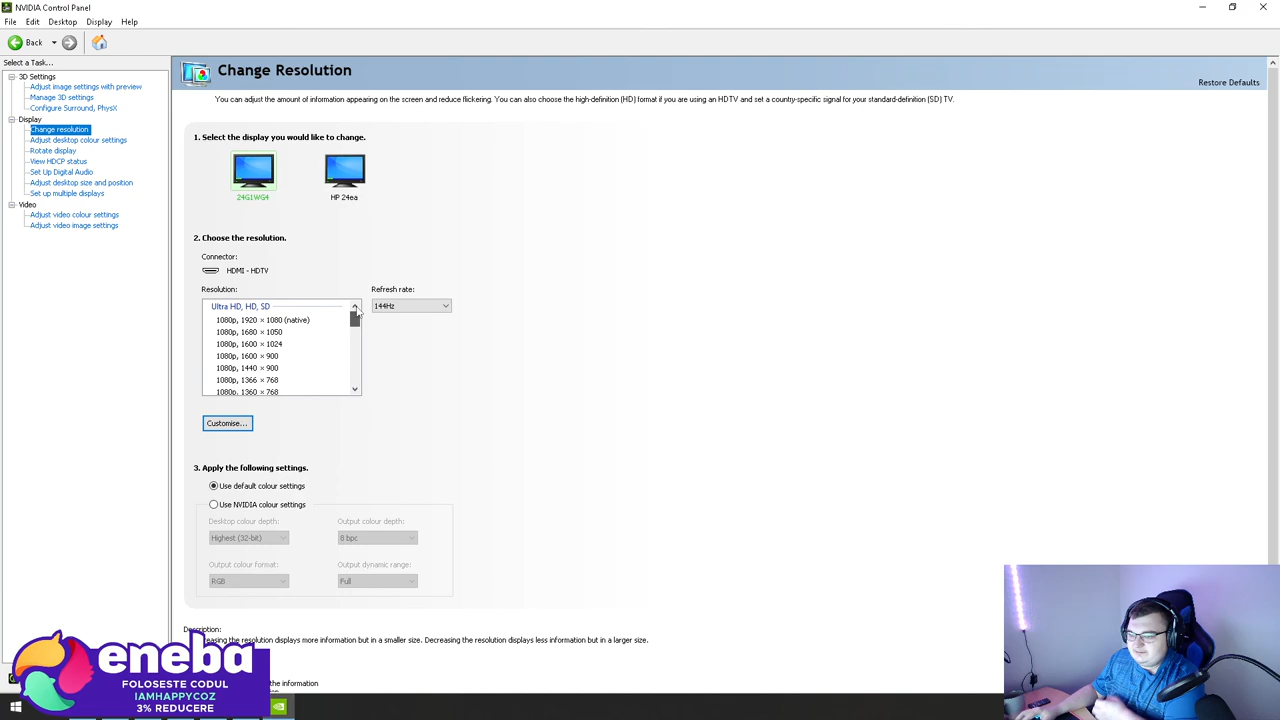 NVIDIA Control Panel
File Edit Desktop Display Help
Back
Select a Task...
3D Settings
Adjust image settings with preview
Manage 3D settings
Configure Surround, PhysX
Display
Change resolution
Adjust desktop colour settings
Rotate display
View HDCP status
Set Up Digital Audio
Adjust desktop size and position
Set up multiple displays
Video
Adjust video colour settings
Adjust video image settings
Change Resolution
Restore Defaults
You can adjust the amount of information appearing on the screen and reduce flickering. You can also choose the high-definition (HD) format if you are using an HDTV and set a country-specific signal for your standard-definition (SD) TV.
1. Select the display you would like to change.
24G1WG4
HP 24ea
2. Choose the resolution.
Connector:
HDMI - HDTV
Resolution:
Refresh rate:
Ultra HD, HD, SD
144Hz
1080p, 1920 × 1080 (native)
1080p, 1680 × 1050
1080p, 1600 × 1024
1080p, 1600 × 900
1080p, 1440 × 900
1080p, 1366 × 768
1080p, 1360 × 768
Customise...
3. Apply the following settings.
Use default colour settings
Use NVIDIA colour settings
Desktop colour depth:
Output colour depth:
Highest (32-bit)
8 bpc
Output colour format:
Output dynamic range:
RGB
Full
Description:
easing the resolution displays more information but in a smaller size. Decreasing the resolution displays less information but in a larger size.
the information
eneba
FOLOSESTE CODUL
IAMHAPPYCOZ
3% REDUCERE